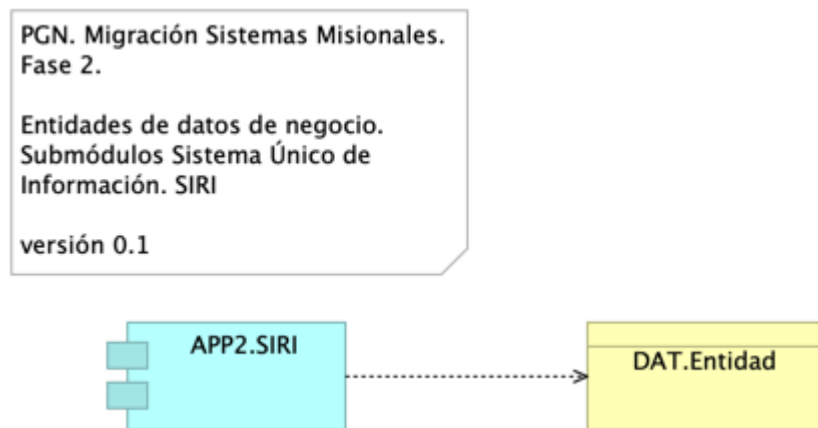 PGN. Migración Sistemas Misionales.
Fase 2.
Entidades de datos de negocio.
Submódulos Sistema Único de
Información. SIRI
versión 0.1
APP2.SIRI
DAT.Entidad